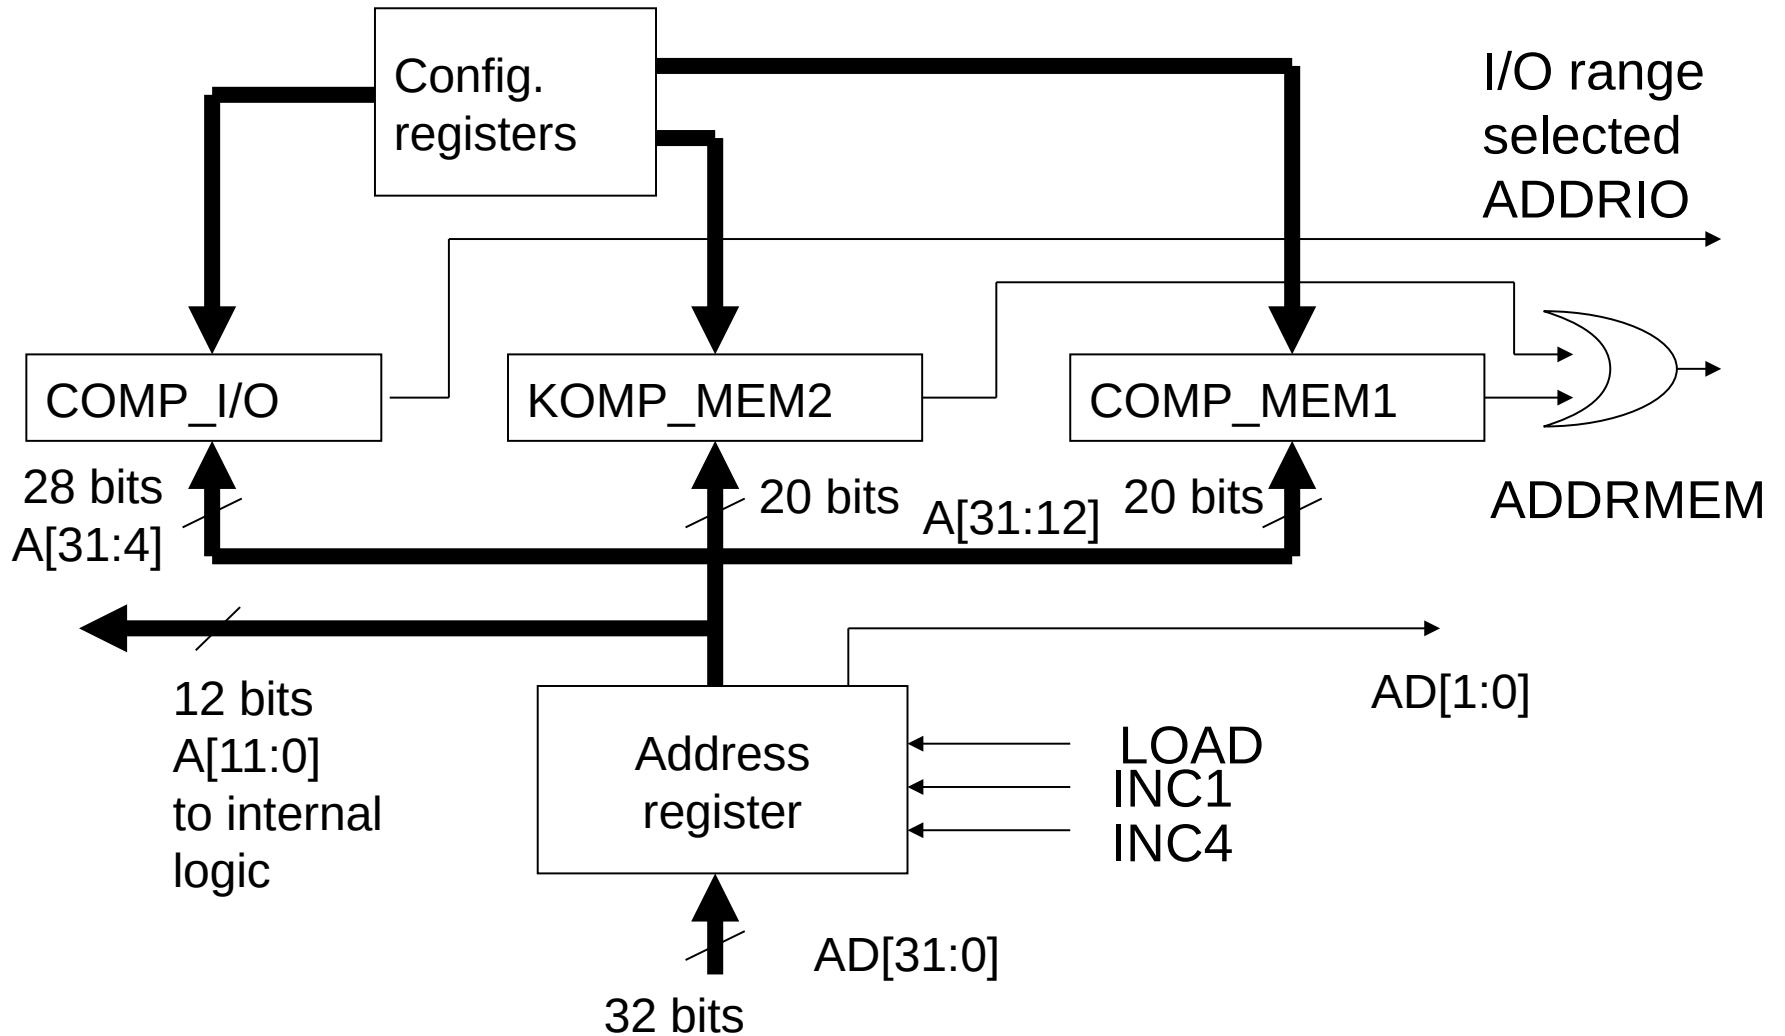 Config.
registers
I/O range
selected
ADDRIO
COMP_I/O
KOMP_MEM2
COMP_MEM1
28 bits
A[31:4]
20 bits
A[31:12]
20 bits
ADDRMEM
12 bits
A[11:0]
to internal
logic
Address
register
AD[1:0]
LOAD
INC1
INC4
AD[31:0]
32 bits